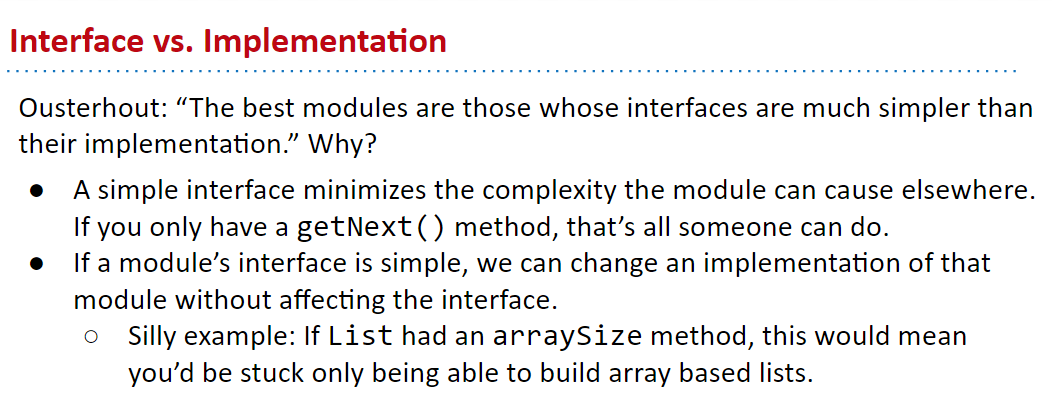 Interface vs. Implementation
Ousterhout: “The best modules are those whose interfaces are much simpler than
their implementation.” Why?
● A simple interface minimizes the complexity the module can cause elsewhere.
If you only have a getNext() method, that’s all someone can do.
● If a module’s interface is simple, we can change an implementation of that
module without affecting the interface.
○ Silly example: If List had an arraySize method, this would mean
you’d be stuck only being able to build array based lists.